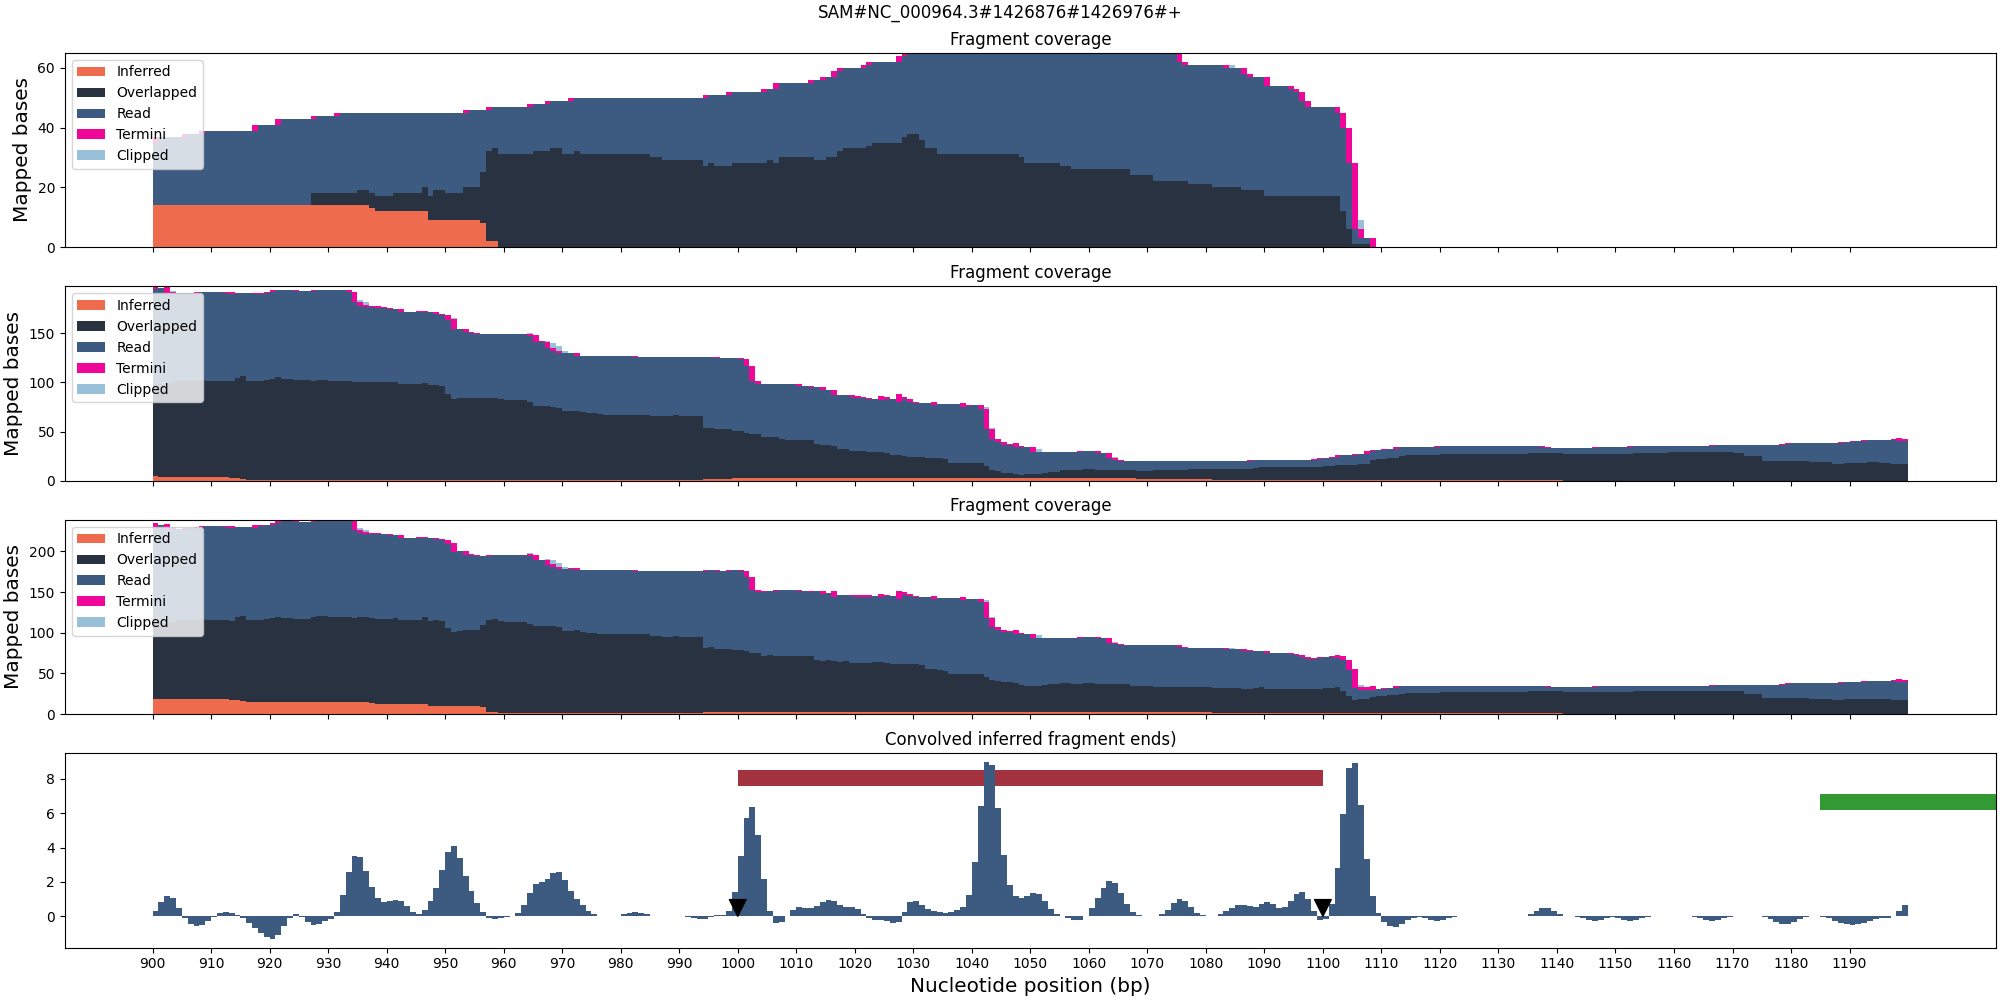 SAM#NC_000964.3#1426876#1426976#+
Fragment coverage
Mapped bases
60
40
20
0
Inferred
Overlapped
Read
Termini
Clipped
Fragment coverage
Mapped bases
150
100
50
0
Inferred
Overlapped
Read
Termini
Clipped
Fragment coverage
Mapped bases
200
150
100
50
0
Inferred
Overlapped
Read
Termini
Clipped
Convolved inferred fragment ends)
8
6
4
2
0
900 910 920 930 940 950 960 970 980 990 1000 1010 1020 1030 1040 1050 1060 1070 1080 1090 1100 1110 1120 1130 1140 1150 1160 1170 1180 1190
Nucleotide position (bp)